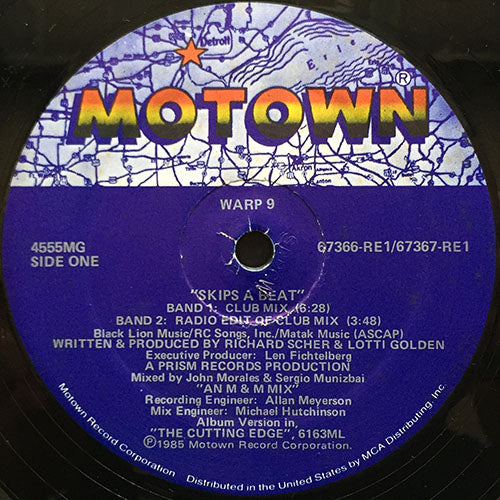 Detroit
Erie
MOTOWN®
Akron
WARP 9
4555MG
SIDE ONE
67366-RE1/67367-RE1
"SKIPS A BEAT"
BAND 1: CLUB MIX (6:28)
BAND 2: RADIO EDIT OF CLUB MIX (3:48)
Black Lion Music/RC Songs, Inc./Matak Music (ASCAP)
WRITTEN & PRODUCED BY RICHARD SCHER & LOTTI GOLDEN
Executive Producer: Len Fichtelberg
A PRISM RECORDS PRODUCTION
Mixed by John Morales & Sergio Munizbai
"AN M & M MIX"
Recording Engineer: Allan Meyerson
Mix Engineer: Michael Hutchinson
Album Version in,
"THE CUTTING EDGE", 6163ML
℗1985 Motown Record Corporation.
Motown Record Corporation Distributed in the United States by MCA Distributing, Inc.